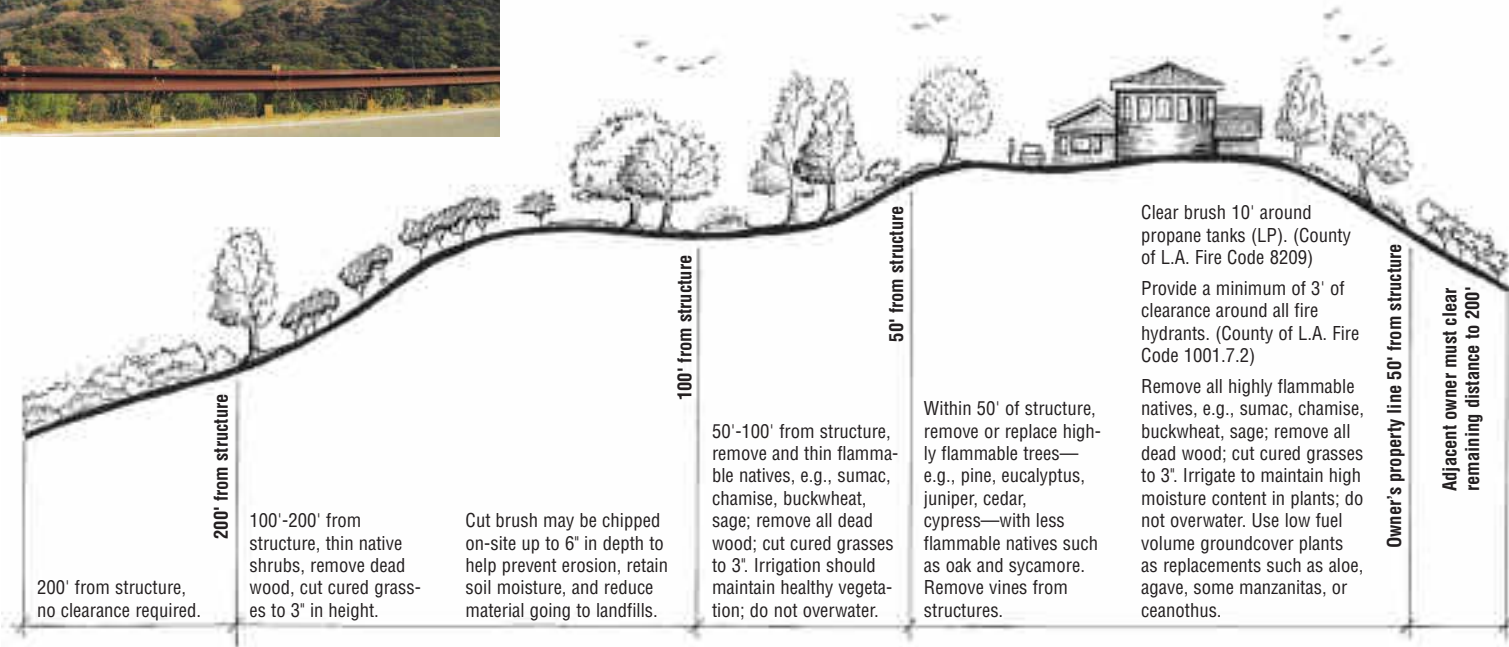 200' from structure,
no clearance required.
200' from structure
100'-200' from
structure, thin native
shrubs, remove dead
wood, cut cured grass-
es to 3" in height.
Cut brush may be chipped
on-site up to 6" in depth to
help prevent erosion, retain
soil moisture, and reduce
material going to landfills.
100' from structure
50'-100' from structure,
remove and thin flamma-
ble natives, e.g., sumac,
chamise, buckwheat,
sage; remove all dead
wood; cut cured grasses
to 3". Irrigation should
maintain healthy vegeta-
tion; do not overwater.
50' from structure
Within 50' of structure,
remove or replace high-
ly flammable trees—
e.g., pine, eucalyptus,
juniper, cedar,
cypress—with less
flammable natives such
as oak and sycamore.
Remove vines from
structures.
Clear brush 10' around
propane tanks (LP). (County
of L.A. Fire Code 8209)
Provide a minimum of 3' of
clearance around all fire
hydrants. (County of L.A. Fire
Code 1001.7.2)
Remove all highly flammable
natives, e.g., sumac, chamise,
buckwheat, sage; remove all
dead wood; cut cured grasses
to 3". Irrigate to maintain high
moisture content in plants; do
not overwater. Use low fuel
volume groundcover plants
as replacements such as aloe,
agave, some manzanitas, or
ceanothus.
Owner's property line 50' from structure
Adjacent owner must clear
remaining distance to 200'